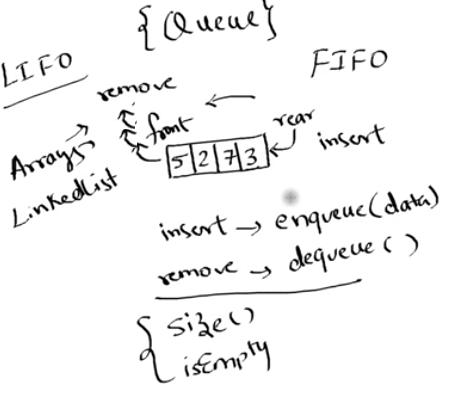 {Queue}
LIFO
FIFO
remove
front
rear
insert
Arrays
LinkedList
5 2 7 3
insert → enqueue(data)
remove → dequeue()
size()
isEmpty